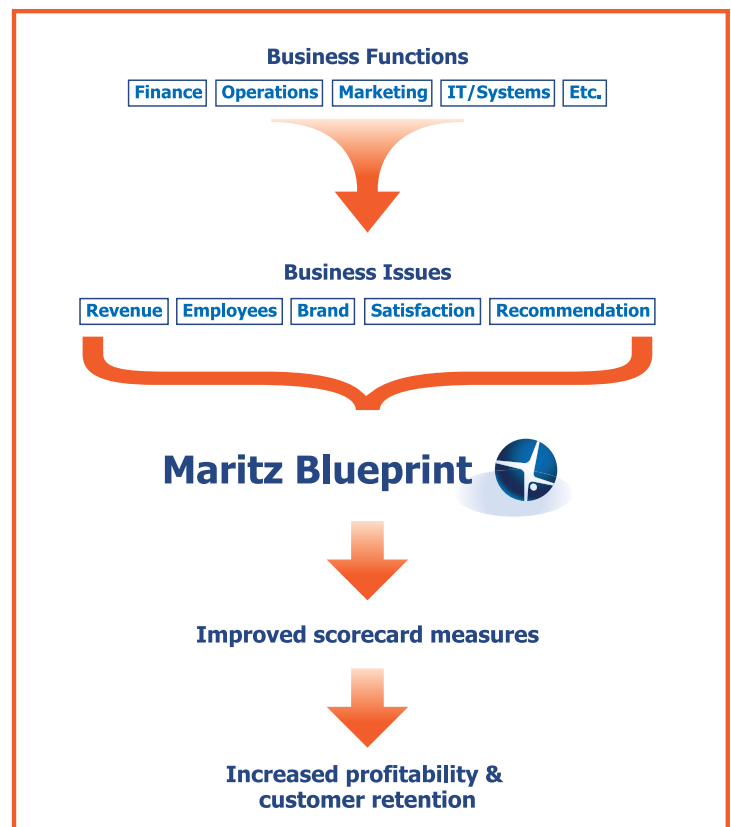 Business Functions
Finance Operations Marketing IT/Systems Etc.
Business Issues
Revenue Employees Brand Satisfaction Recommendation
Maritz Blueprint
Improved scorecard measures
Increased profitability &
customer retention